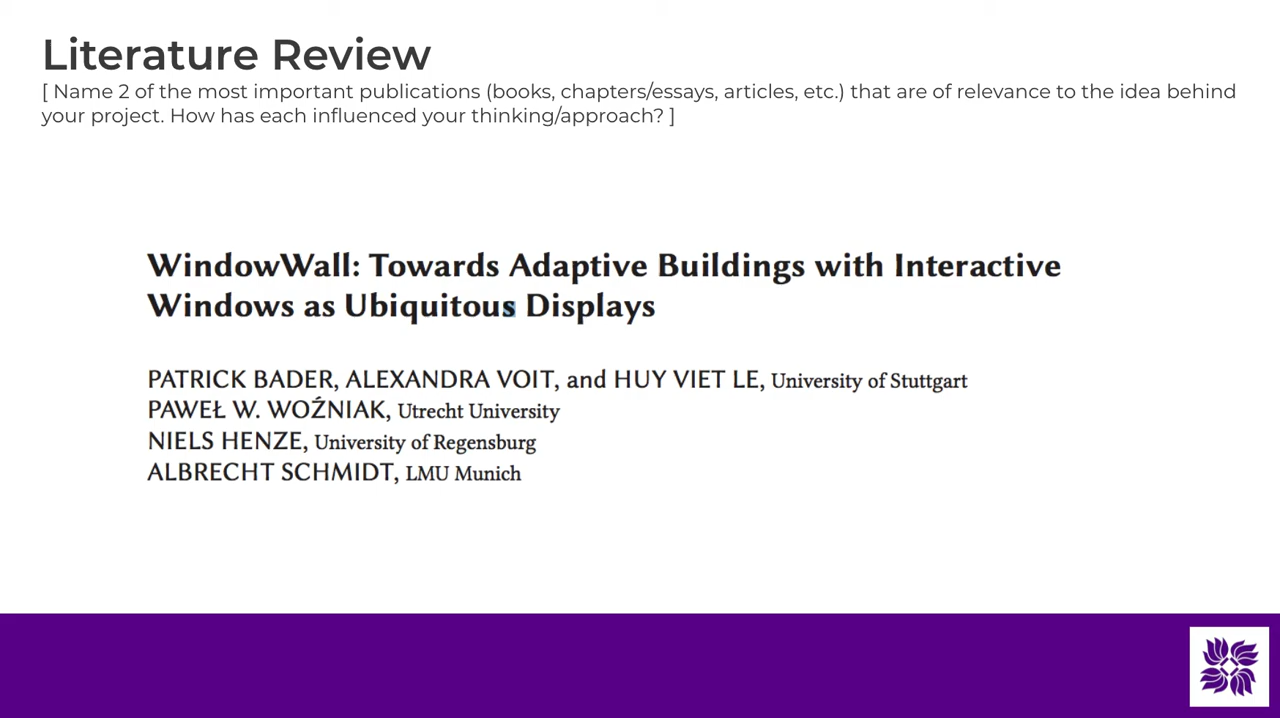 Literature Review
[ Name 2 of the most important publications (books, chapters/essays, articles, etc.) that are of relevance to the idea behind
your project. How has each influenced your thinking/approach? ]
WindowWall: Towards Adaptive Buildings with Interactive
Windows as Ubiquitous Displays
PATRICK BADER, ALEXANDRA VOIT, and HUY VIET LE, University of Stuttgart
PAWEŁ W. WOŹNIAK, Utrecht University
NIELS HENZE, University of Regensburg
ALBRECHT SCHMIDT, LMU Munich